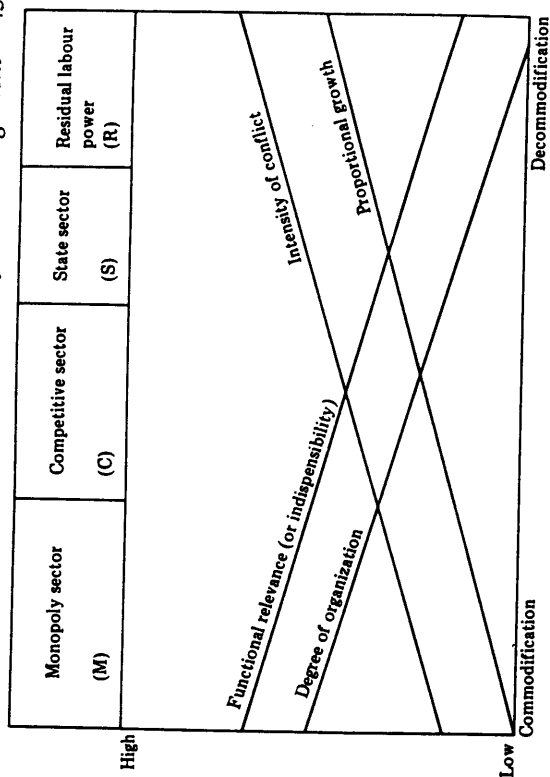 Monopoly sector
(M)
Competitive sector
(C)
State sector
(S)
Residual labour
power
(R)
High
Low
Functional relevance (or indispensibility)
Degree of organization
Intensity of conflict
Proportional growth
Commodification
Decommodification